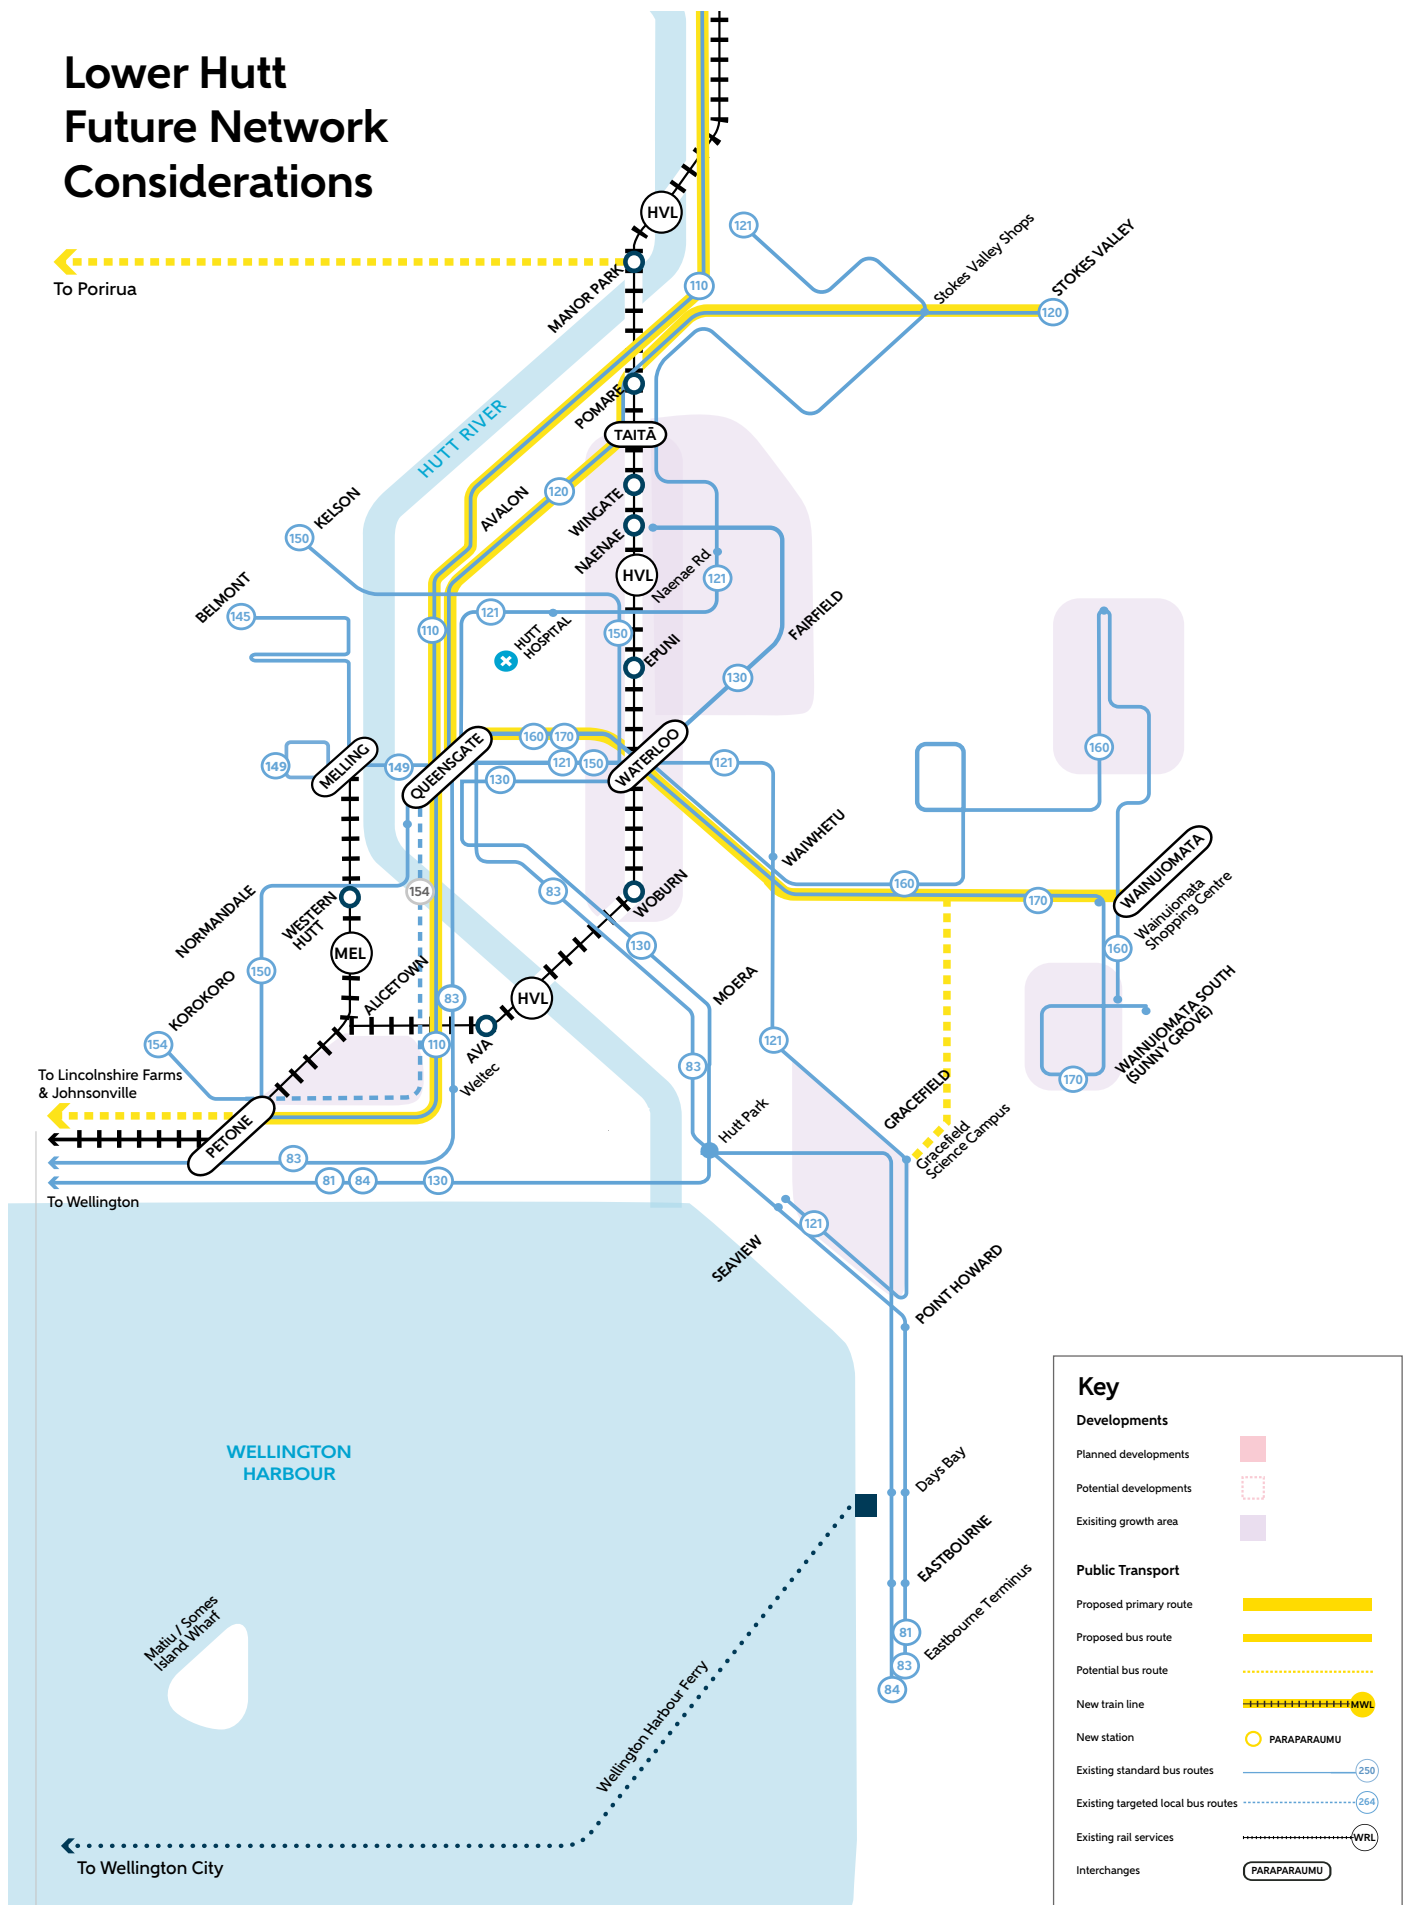 Lower Hutt
Future Network
Considerations
HVL
121
Stokes Valley Shops
STOKES VALLEY
To Porirua
MANOR PARK
110
120
POMARE
HUTT RIVER
TAITĀ
KELSON
150
AVALON
120
WINGATE
NAENAE
HVL
Naenae Rd
121
BELMONT
145
121
110
HUTT
HOSPITAL
150
EPUNI
FAIRFIELD
130
160
149
MELLING
149
QUEENSGATE
160
170
121
150
130
WATERLOO
121
160
WAIWHETU
WAINUIOMATA
NORMANDALE
WESTERN
HUTT
154
83
WOBURN
160
170
Wainuiomata
Shopping Centre
160
MEL
130
150
KOROKORO
ALICETOWN
83
HVL
MOERA
WAINUIOMATA SOUTH
(SUNNY GROVE)
154
110
AVA
121
83
170
Weltec
To Lincolnshire Farms
& Johnsonville
PETONE
Hutt Park
GRACEFIELD
Gracefield
Science Campus
83
81
84
130
To Wellington
121
SEAVIEW
POINT HOWARD
WELLINGTON
HARBOUR
Days Bay
EASTBOURNE
Eastbourne Terminus
81
83
84
Matiu / Somes
Island Wharf
Wellington Harbour Ferry
To Wellington City
Key
Developments
Planned developments
Potential developments
Exisiting growth area
Public Transport
Proposed primary route
Proposed bus route
Potential bus route
New train line
MWL
New station
PARAPARAUMU
Existing standard bus routes
250
Existing targeted local bus routes
264
Existing rail services
WRL
Interchanges
PARAPARAUMU